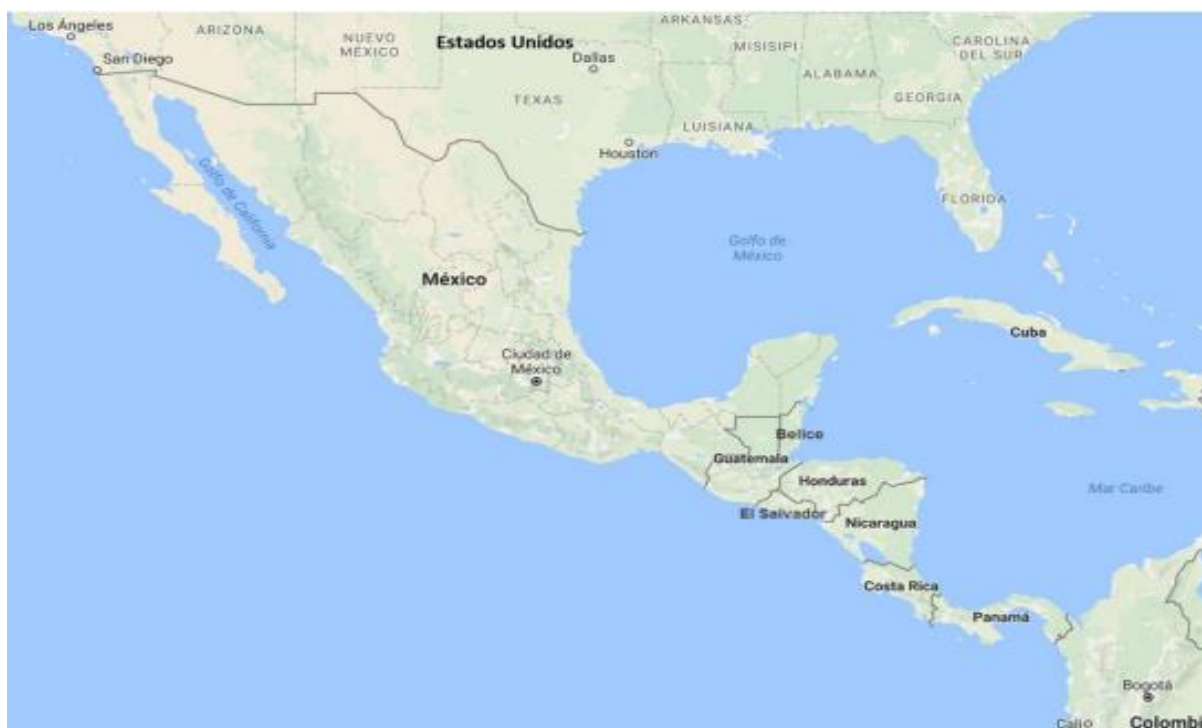 Los Ángeles
ARIZONA
NUEVO
MÉXICO
Estados Unidos
ARKANSAS
MISISIPI
CAROLINA
DEL SUR
San Diego
Dallas
ALABAMA
TEXAS
GEORGIA
LUISIANA
Houston
Golfo de California
FLORIDA
Golfo de
México
México
Cuba
Ciudad de
México
Belice
Guatemala
Honduras
Mar Caribe
El Salvador
Nicaragua
Costa Rica
Panamá
Bogotá
Cali
Colomb